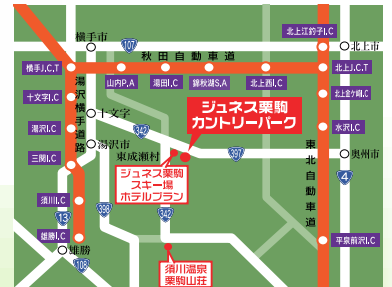 北上江釣子I.C
横手市
107
北上市
秋田自動車道
横手J.C.T
山内P.A
湯田I.C
錦秋湖S.A
北上西I.C
北上J.C.T
湯沢横手道路
十文字I.C
十文字
ジュネス栗駒
カントリーパーク
北上金ケ崎I.C
湯沢I.C
342
水沢I.C
湯沢市
東成瀬村
397
奥州市
三関I.C
ジュネス栗駒
スキー場
ホテルブラン
東北自動車道
4
須川I.C
398
342
13
雄勝I.C
平泉前沢I.C
雄勝
108
須川温泉
栗駒山荘